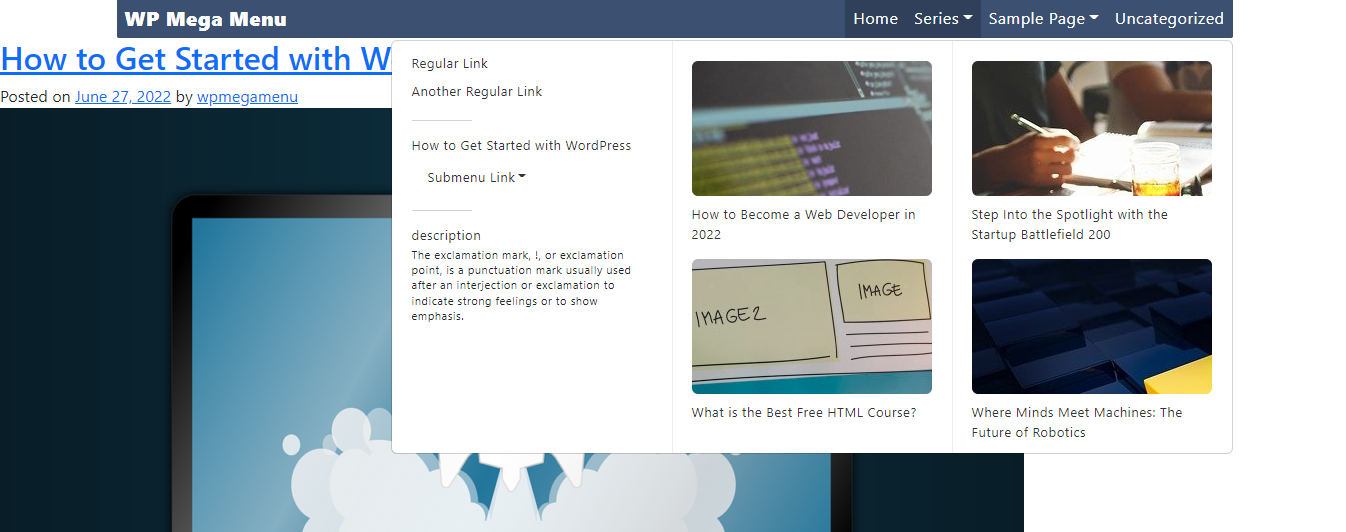 WP Mega Menu
Home Series Sample Page Uncategorized
How to Get Started with W
Posted on June 27, 2022 by wpmegamenu
Regular Link
Another Regular Link
How to Get Started with WordPress
Submenu Link
description
The exclamation mark, !, or exclamation
point, is a punctuation mark usually used
after an interjection or exclamation to
indicate strong feelings or to show
emphasis.
How to Become a Web Developer in
2022
IMAGE2
IMAGE
What is the Best Free HTML Course?
Step Into the Spotlight with the
Startup Battlefield 200
Where Minds Meet Machines: The
Future of Robotics